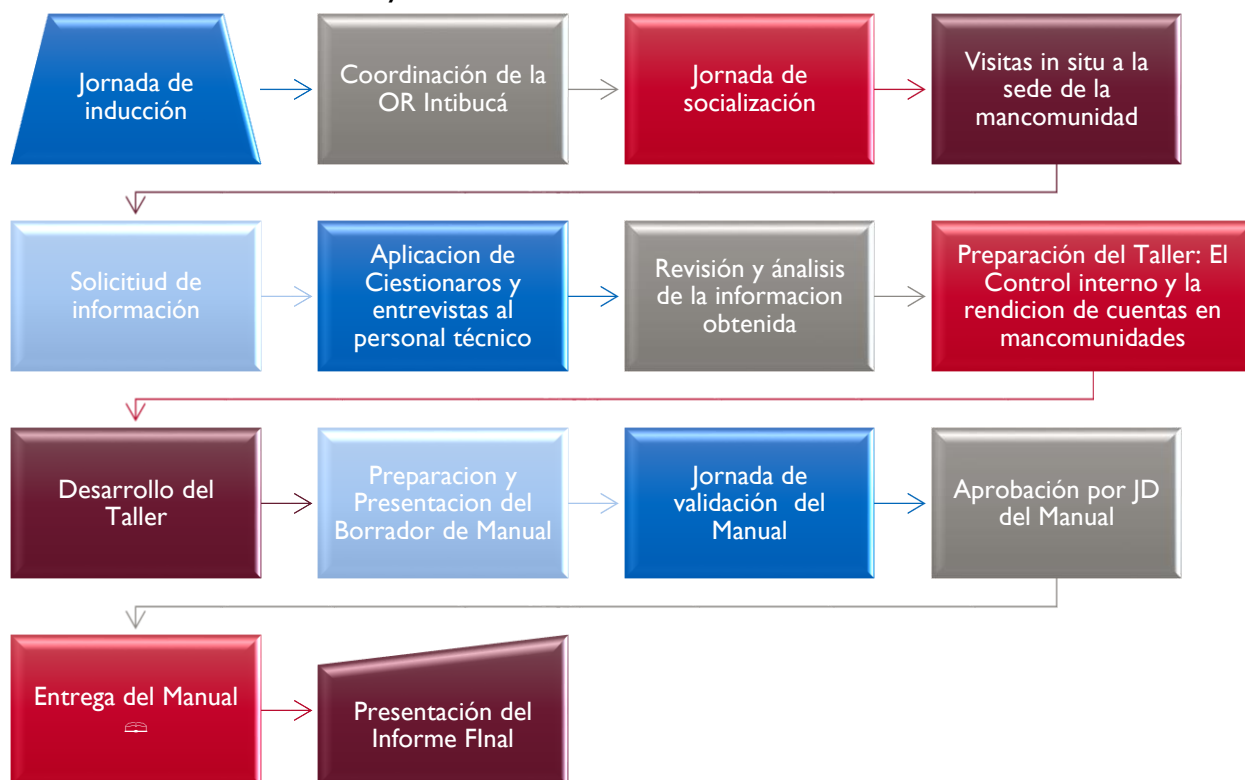 Jornada de
inducción
Coordinación de la
OR Intibucá
Jornada de
socialización
Visitas in situ a la
sede de la
mancomunidad
Solicitiud de
información
Aplicacion de
Ciestionaros y
entrevistas al
personal técnico
Revisión y ánalisis
de la informacion
obtenida
Preparación del Taller: El
Control interno y la
rendicion de cuentas en
mancomunidades
Desarrollo del
Taller
Preparacion y
Presentacion del
Borrador de Manual
Jornada de
validación del
Manual
Aprobación por JD
del Manual
Entrega del Manual
Presentación del
Informe FInal